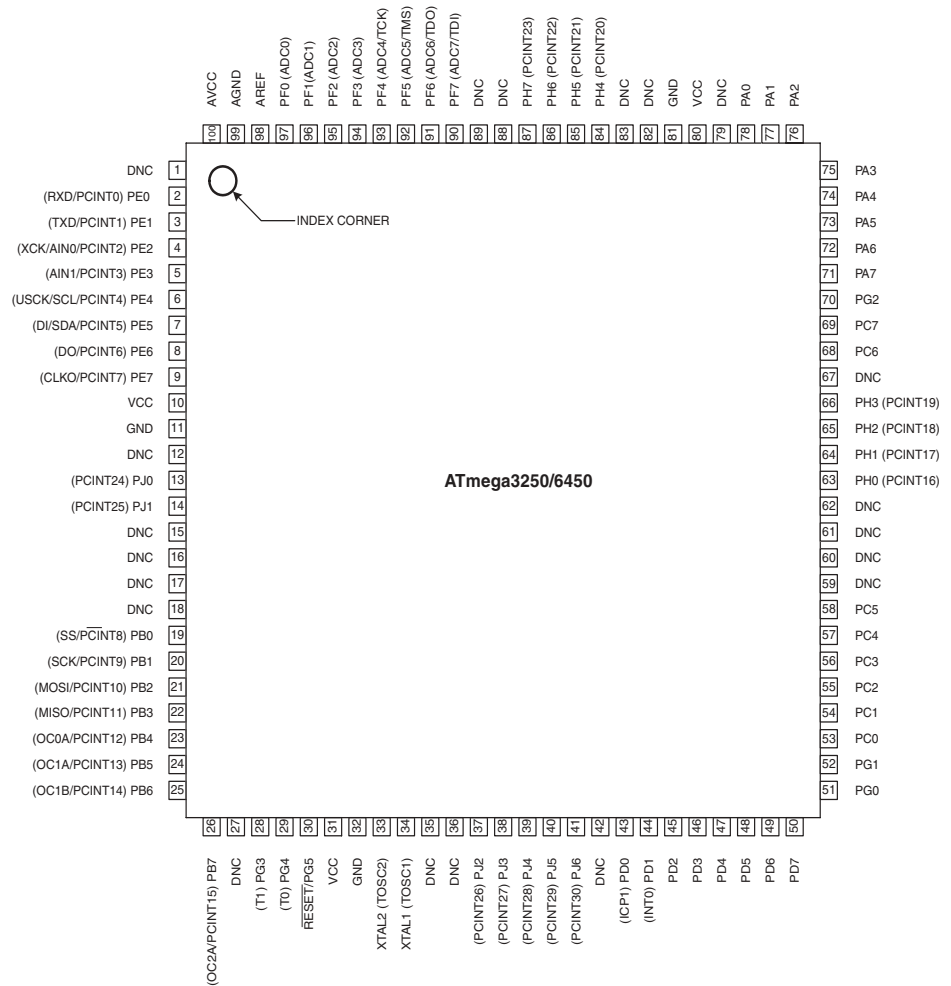 AVCC
AGND
AREF
PF0 (ADC0)
PF1(ADC1)
PF2 (ADC2)
PF3 (ADC3)
PF4 (ADC4/TCK)
PF5 (ADC5/TMS)
PF6 (ADC6/TDO)
PF7 (ADC7/TDI)
DNC
DNC
PH7 (PCINT23)
PH6 (PCINT22)
PH5 (PCINT21)
PH4 (PCINT20)
DNC
DNC
GND
VCC
DNC
PA0
PA1
PA2
100
99
98
97
96
95
94
93
92
91
90
89
88
87
86
85
84
83
82
81
80
79
78
77
76
DNC 1
(RXD/PCINT0) PE0 2
(TXD/PCINT1) PE1 3
(XCK/AIN0/PCINT2) PE2 4
(AIN1/PCINT3) PE3 5
(USCK/SCL/PCINT4) PE4 6
(DI/SDA/PCINT5) PE5 7
(DO/PCINT6) PE6 8
(CLKO/PCINT7) PE7 9
VCC 10
GND 11
DNC 12
(PCINT24) PJ0 13
(PCINT25) PJ1 14
DNC 15
DNC 16
DNC 17
DNC 18
(SS/PCINT8) PB0 19
(SCK/PCINT9) PB1 20
(MOSI/PCINT10) PB2 21
(MISO/PCINT11) PB3 22
(OC0A/PCINT12) PB4 23
(OC1A/PCINT13) PB5 24
(OC1B/PCINT14) PB6 25
INDEX CORNER
ATmega3250/6450
75 PA3
74 PA4
73 PA5
72 PA6
71 PA7
70 PG2
69 PC7
68 PC6
67 DNC
66 PH3 (PCINT19)
65 PH2 (PCINT18)
64 PH1 (PCINT17)
63 PH0 (PCINT16)
62 DNC
61 DNC
60 DNC
59 DNC
58 PC5
57 PC4
56 PC3
55 PC2
54 PC1
53 PC0
52 PG1
51 PG0
26
27
28
29
30
31
32
33
34
35
36
37
38
39
40
41
42
43
44
45
46
47
48
49
50
(OC2A/PCINT15) PB7
DNC
(T1) PG3
(T0) PG4
RESET/PG5
VCC
GND
XTAL2 (TOSC2)
XTAL1 (TOSC1)
DNC
DNC
(PCINT26) PJ2
(PCINT27) PJ3
(PCINT28) PJ4
(PCINT29) PJ5
(PCINT30) PJ6
DNC
(ICP1) PD0
(INT0) PD1
PD2
PD3
PD4
PD5
PD6
PD7